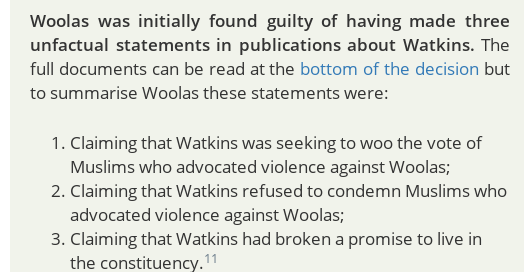 Woolas was initially found guilty of having made three
unfactual statements in publications about Watkins. The
full documents can be read at the bottom of the decision but
to summarise Woolas these statements were:
1. Claiming that Watkins was seeking to woo the vote of
Muslims who advocated violence against Woolas;
2. Claiming that Watkins refused to condemn Muslims who
advocated violence against Woolas;
3. Claiming that Watkins had broken a promise to live in
the constituency.11